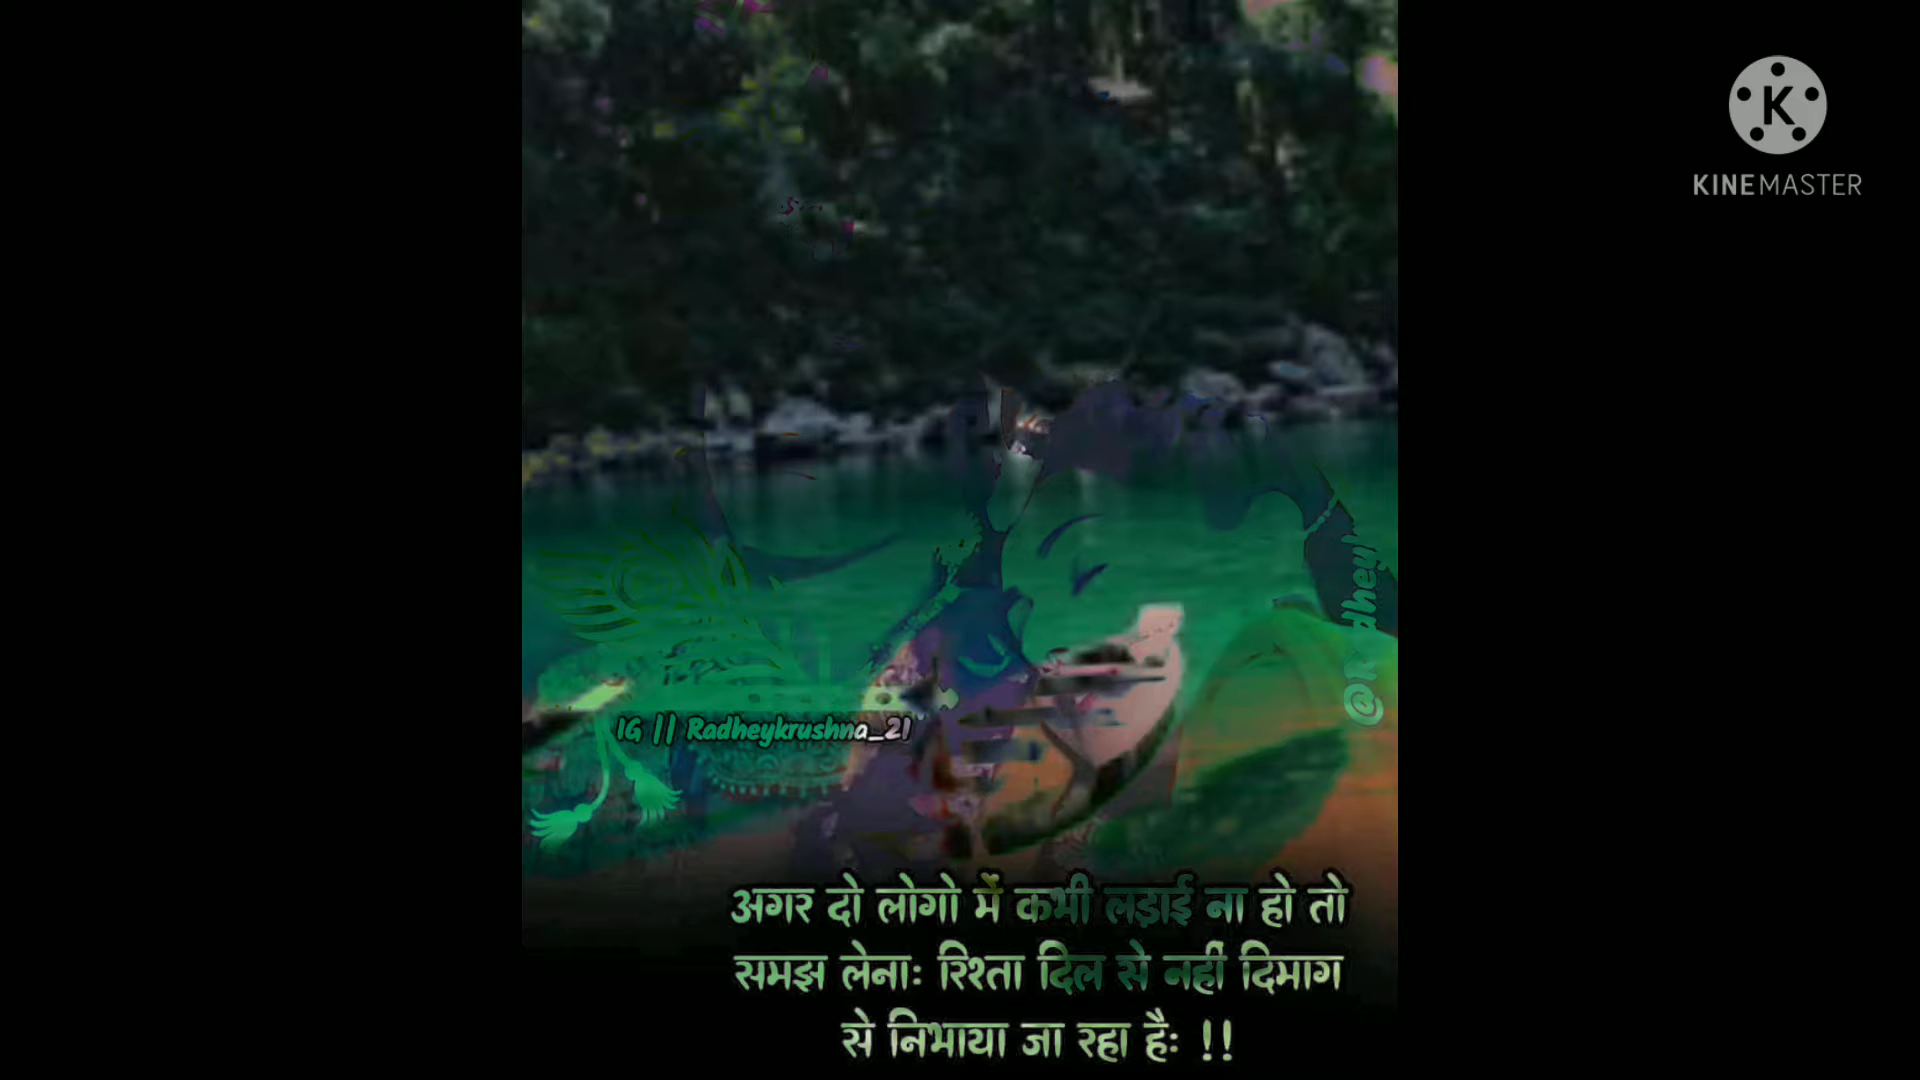 KINEMASTER
IG || Radheykrushna_21
अगर दो लोगो में कभी लड़ाई ना हो तो
समझ लेनाः रिश्ता दिल से नहीं दिमाग
से निभाया जा रहा हैः !!